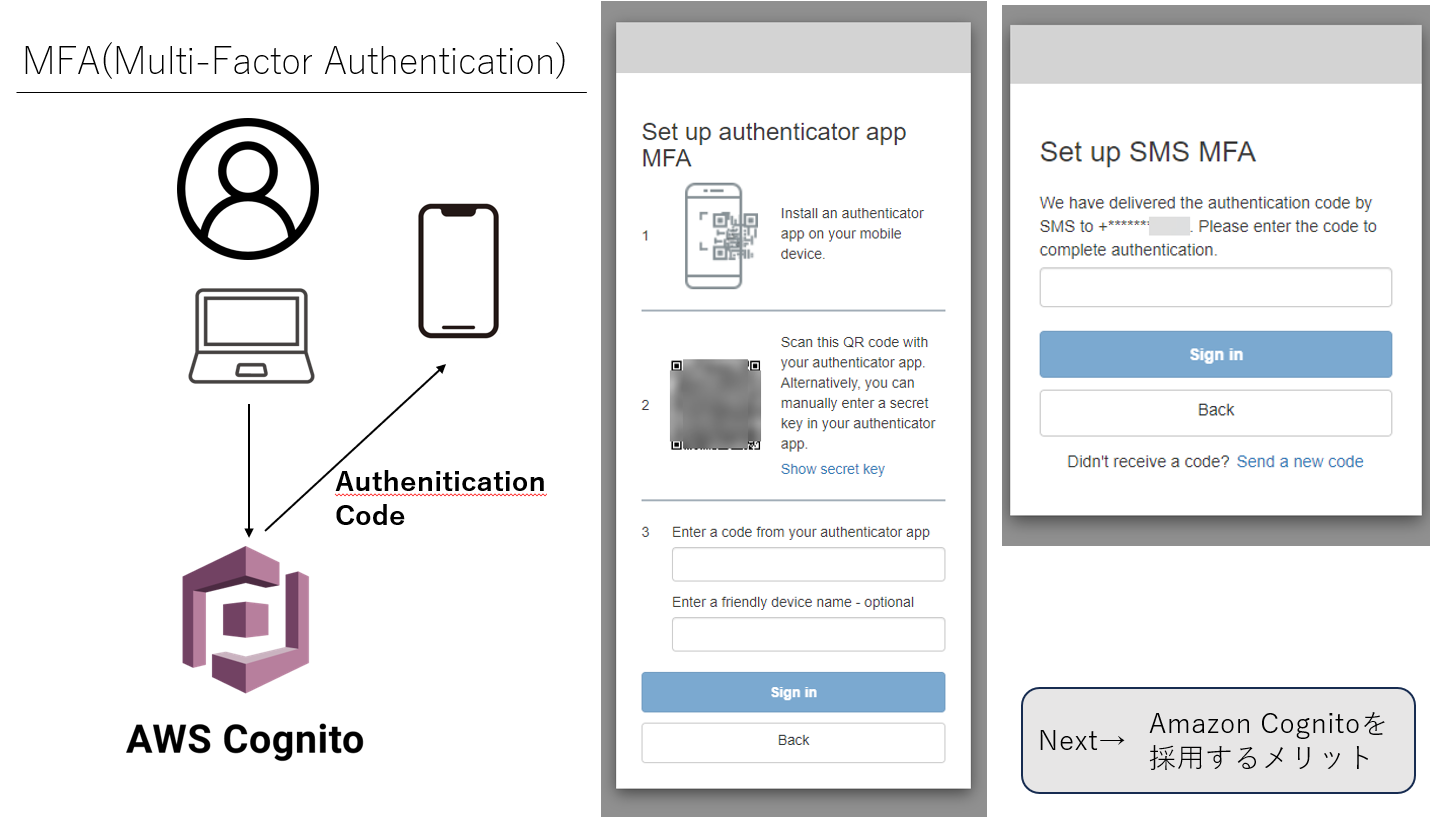 MFA(Multi-Factor Authentication)
Authenitication
Code
AWS Cognito
Set up authenticator app
MFA
1
Install an authenticator
app on your mobile
device.
2
Scan this QR code with
your authenticator app.
Alternatively, you can
manually enter a secret
key in your authenticator
app.
Show secret key
3
Enter a code from your authenticator app
Enter a friendly device name - optional
Sign in
Back
Set up SMS MFA
We have delivered the authentication code by
SMS to +*******. Please enter the code to
complete authentication.
Sign in
Back
Didn't receive a code? Send a new code
Next→
Amazon Cognitoを
採用するメリット